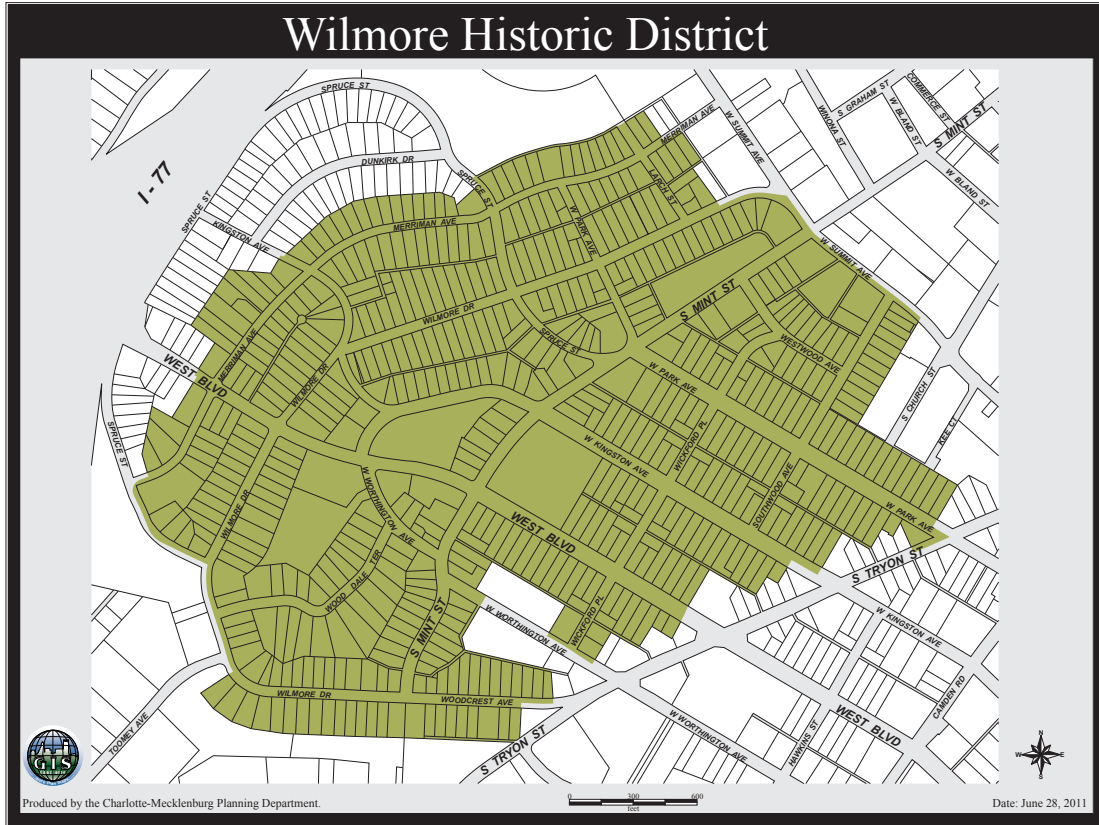 Wilmore Historic District
SPRUCE ST
COMMERCE ST
S GRAHAM ST
W BLAND ST
WINONA ST
S MINT ST
MERRIMAN AVE
W SUMMIT AVE
DUNKIRK DR
I - 77
SPRUCE ST
LARCH ST
W BLAND ST
SPRUCE ST
W PARK AVE
MERRIMAN AVE
KINGSTON AVE
W SUMMIT AVE
S MINT ST
WILMORE DR
SPRUCE ST
WESTWOOD AVE
MERRIMAN AVE
WEST BLVD
WILMORE DR
W PARK AVE
S CHURCH ST
KEE CT
SPRUCE ST
W KINGSTON AVE
WICKFORD PL
SOUTHWOOD AVE
W WORTHINGTON AVE
WILMORE DR
WEST BLVD
W PARK AVE
S TRYON ST
WOOD DALE TER
S MINT ST
W WORTHINGTON AVE
WICKFORD PL
W KINGSTON AVE
WILMORE DR
WOODCREST AVE
CAMDEN RD
TOOMEY AVE
S TRYON ST
W WORTHINGTON AVE
HAWKINS ST
WEST BLVD
GIS
N
W E
S
Produced by the Charlotte-Mecklenburg Planning Department.
0 300 600
feet
Date: June 28, 2011